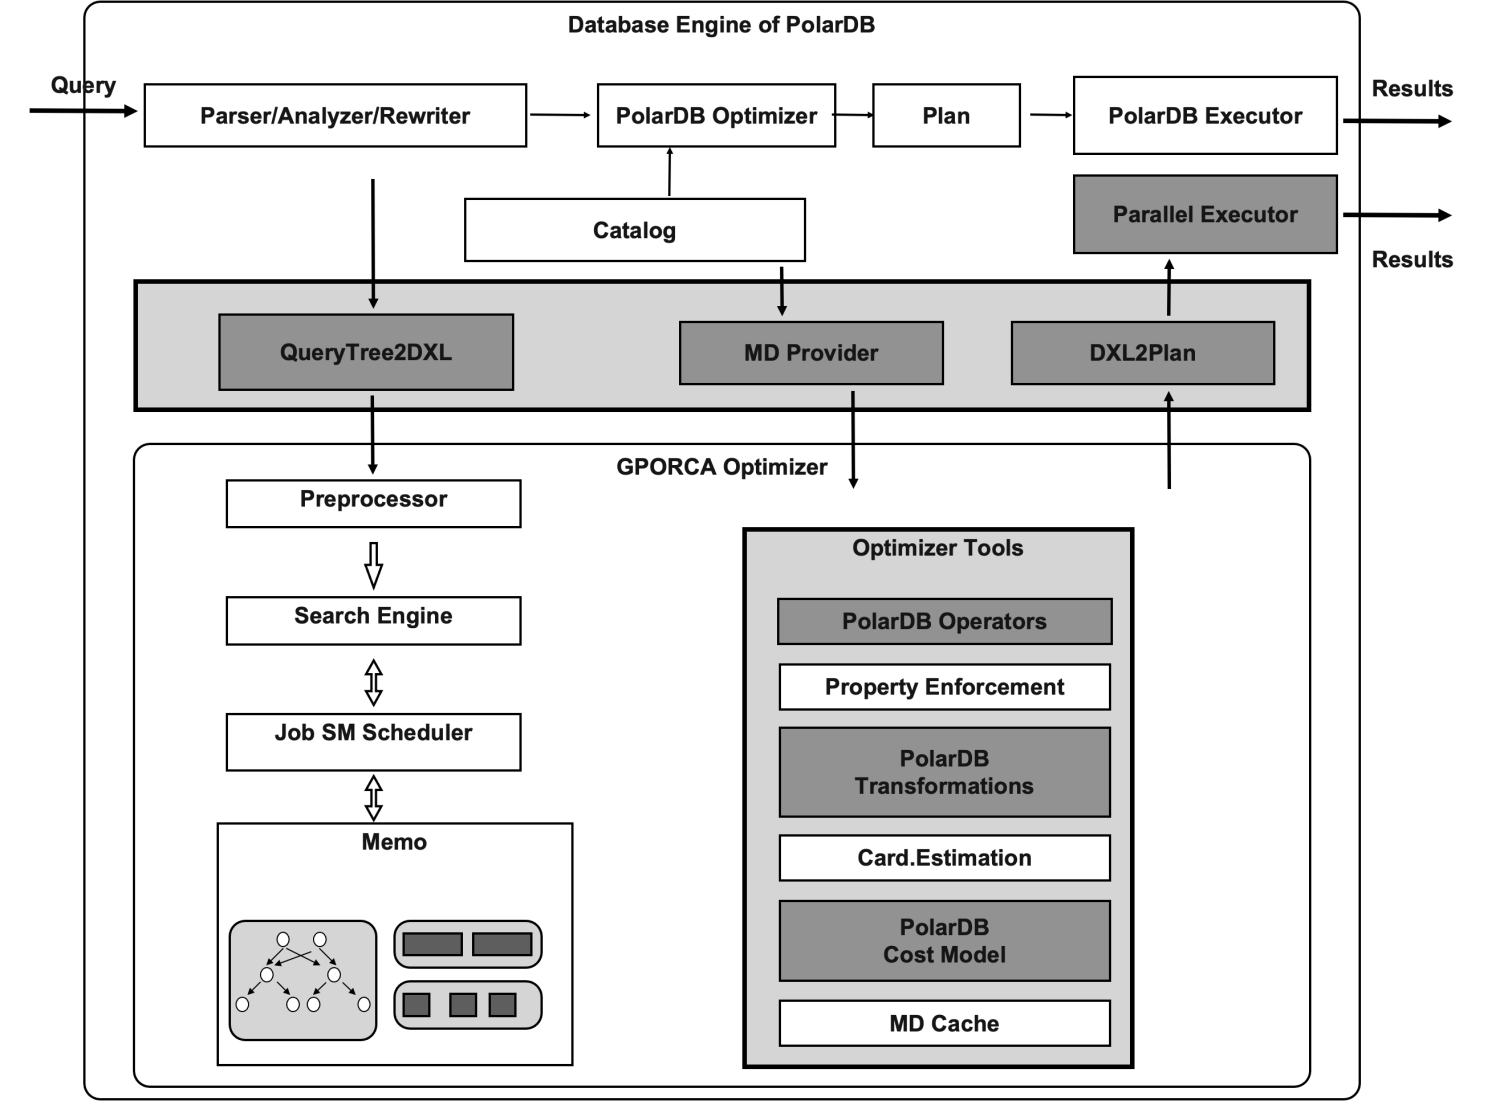 Database Engine of PolarDB
Query
Parser/Analyzer/Rewriter
PolarDB Optimizer
Plan
PolarDB Executor
Results
Catalog
Parallel Executor
Results
QueryTree2DXL
MD Provider
DXL2Plan
GPORCA Optimizer
Preprocessor
Search Engine
Job SM Scheduler
Memo
Optimizer Tools
PolarDB Operators
Property Enforcement
PolarDB
Transformations
Card.Estimation
PolarDB
Cost Model
MD Cache